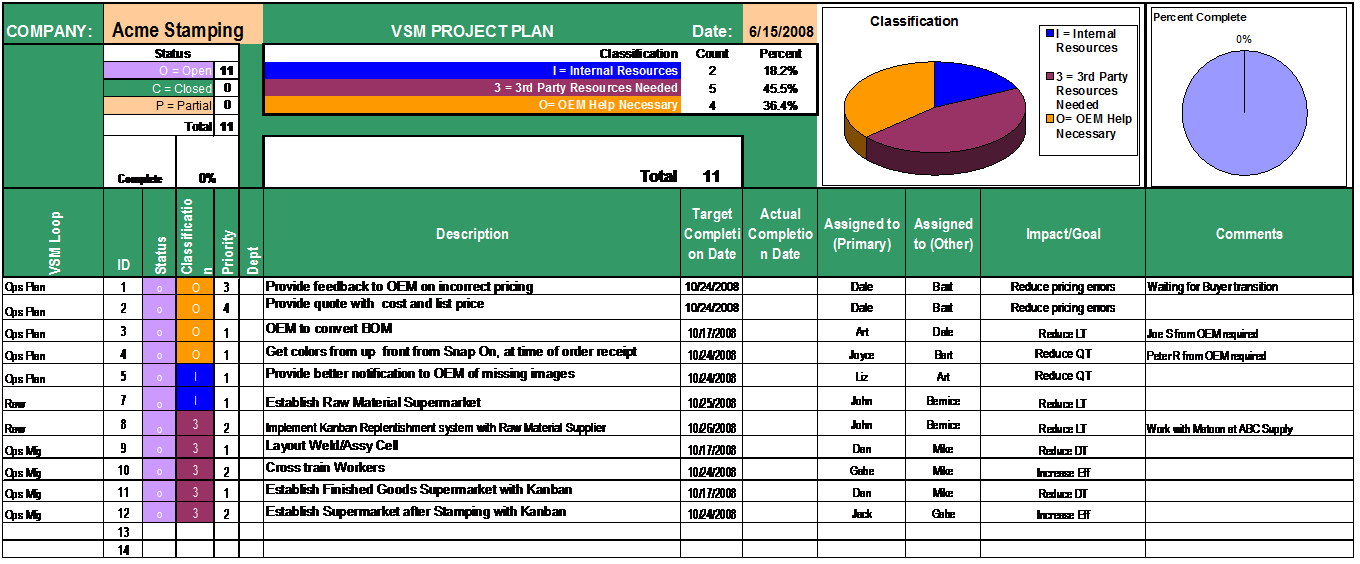 COMPANY: Acme Stamping VSM PROJECT PLAN Date: 6/15/2008
Status
O = Open 11
C = Closed 0
P = Partial 0
Total 11
Complete 0%
Classification Count Percent
I = Internal Resources 2 18.2%
3 = 3rd Party Resources Needed 5 45.5%
O= OEM Help Necessary 4 36.4%
Total 11
Classification
I = Internal
Resources
3 = 3rd Party
Resources
Needed
O= OEM Help
Necessary
Percent Complete
0%
VSM Loop
ID
Status
Classificatio
n
Priority
Dept
Description
Target
Completi
on Date
Actual
Completio
n Date
Assigned to
(Primary)
Assigned
to (Other)
Impact/Goal
Comments
Ops Plan 1 o O 3 Provide feedback to OEM on incorrect pricing 10/24/2008 Dale Bart Reduce pricing errors Waiting for Buyer transition
Ops Plan 2 o O 4 Provide quote with cost and list price 10/24/2008 Dale Bart Reduce pricing errors
Ops Plan 3 o O 1 OEM to convert BOM 10/17/2008 Art Dale Reduce LT Joe S from OEM required
Ops Plan 4 o O 1 Get colors from up front from Snap On, at time of order receipt 10/24/2008 Joyce Bart Reduce QT Peter R from OEM required
Ops Plan 5 o I 1 Provide better notification to OEM of missing images 10/24/2008 Liz Art Reduce QT
Raw 7 o I 1 Establish Raw Material Supermarket 10/25/2008 John Bernice Reduce LT
Raw 8 o 3 2 Implement Kanban Replentishment system with Raw Material Supplier 10/26/2008 John Bernice Reduce LT Work with Matoon at ABC Supply
Ops Mfg 9 o 3 1 Layout Weld/Assy Cell 10/17/2008 Dan Mike Reduce DT
Ops Mfg 10 o 3 2 Cross train Workers 10/24/2008 Gabe Mike Increase Eff
Ops Mfg 11 o 3 1 Establish Finished Goods Supermarket with Kanban 10/17/2008 Dan Mike Reduce DT
Ops Mfg 12 o 3 2 Establish Supermarket after Stamping with Kanban 10/24/2008 Jack Gabe Increase Eff
13
14